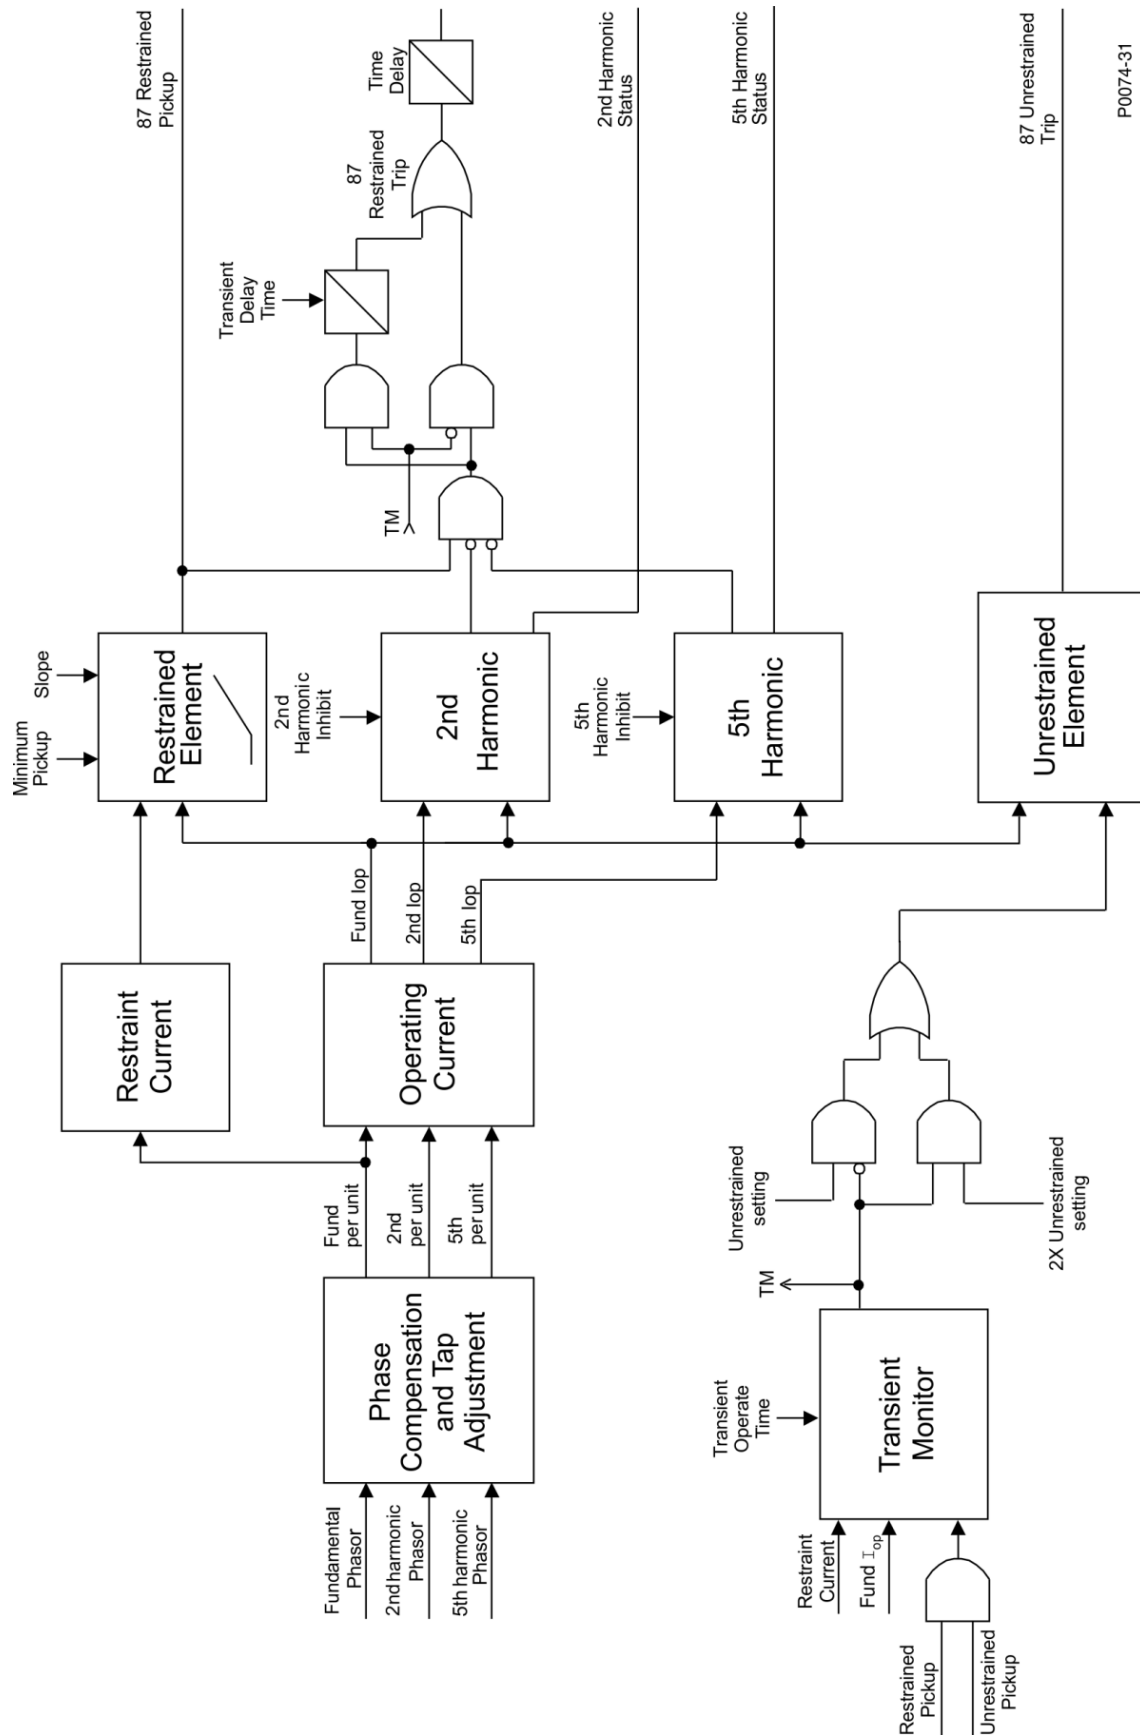 Fundamental
Phasor
2nd harmonic
Phasor
5th harmonic
Phasor
Phase
Compensation
and Tap
Adjustment
Fund
per unit
2nd
per unit
5th
per unit
Restraint
Current
Operating
Current
Fund Iop
2nd Iop
5th Iop
Minimum
Pickup
Slope
Restrained
Element
2nd
Harmonic
Inhibit
2nd
Harmonic
5th
Harmonic
Inhibit
5th
Harmonic
Unrestrained
Element
TM
Transient
Delay
Time
87
Restrained
Trip
Time
Delay
87 Restrained
Pickup
2nd Harmonic
Status
5th Harmonic
Status
87 Unrestrained
Trip
Restrained
Pickup
Unrestrained
Pickup
Restraint
Current
Fund Iop
Transient
Operate
Time
Transient
Monitor
TM
Unrestrained
setting
2X Unrestrained
setting
P0074-31